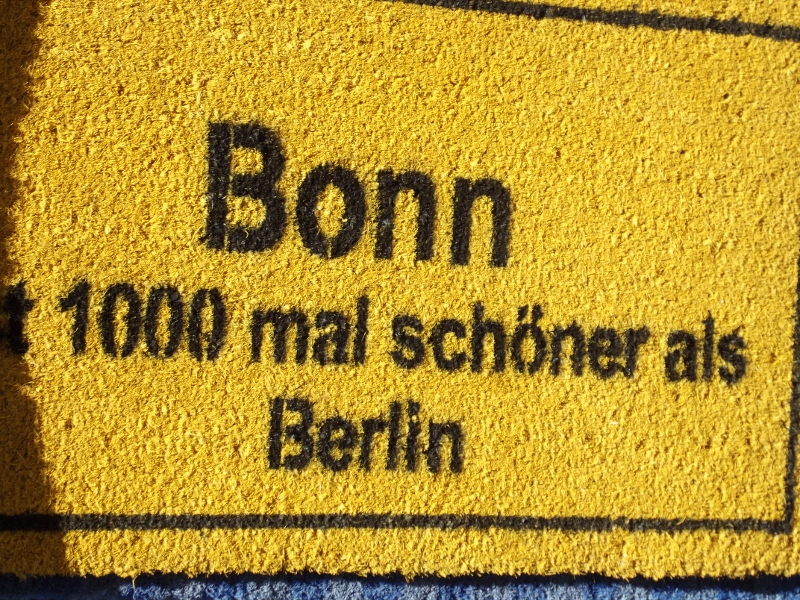 Bonn
1000 mal schöner als
Berlin